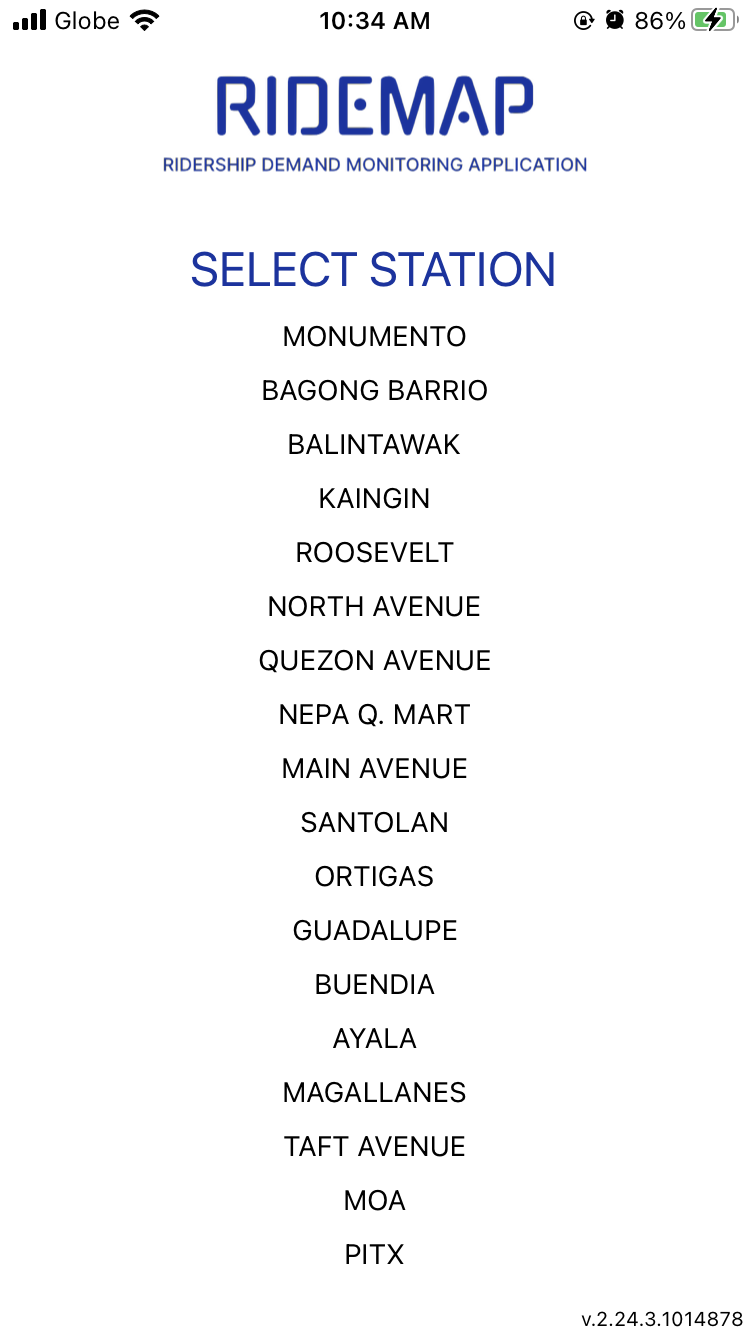 Globe 10:34 AM 86%
RIDEMAP
RIDERSHIP DEMAND MONITORING APPLICATION
SELECT STATION
MONUMENTO
BAGONG BARRIO
BALINTAWAK
KAINGIN
ROOSEVELT
NORTH AVENUE
QUEZON AVENUE
NEPA Q. MART
MAIN AVENUE
SANTOLAN
ORTIGAS
GUADALUPE
BUENDIA
AYALA
MAGALLANES
TAFT AVENUE
MOA
PITX
v.2.24.3.1014878